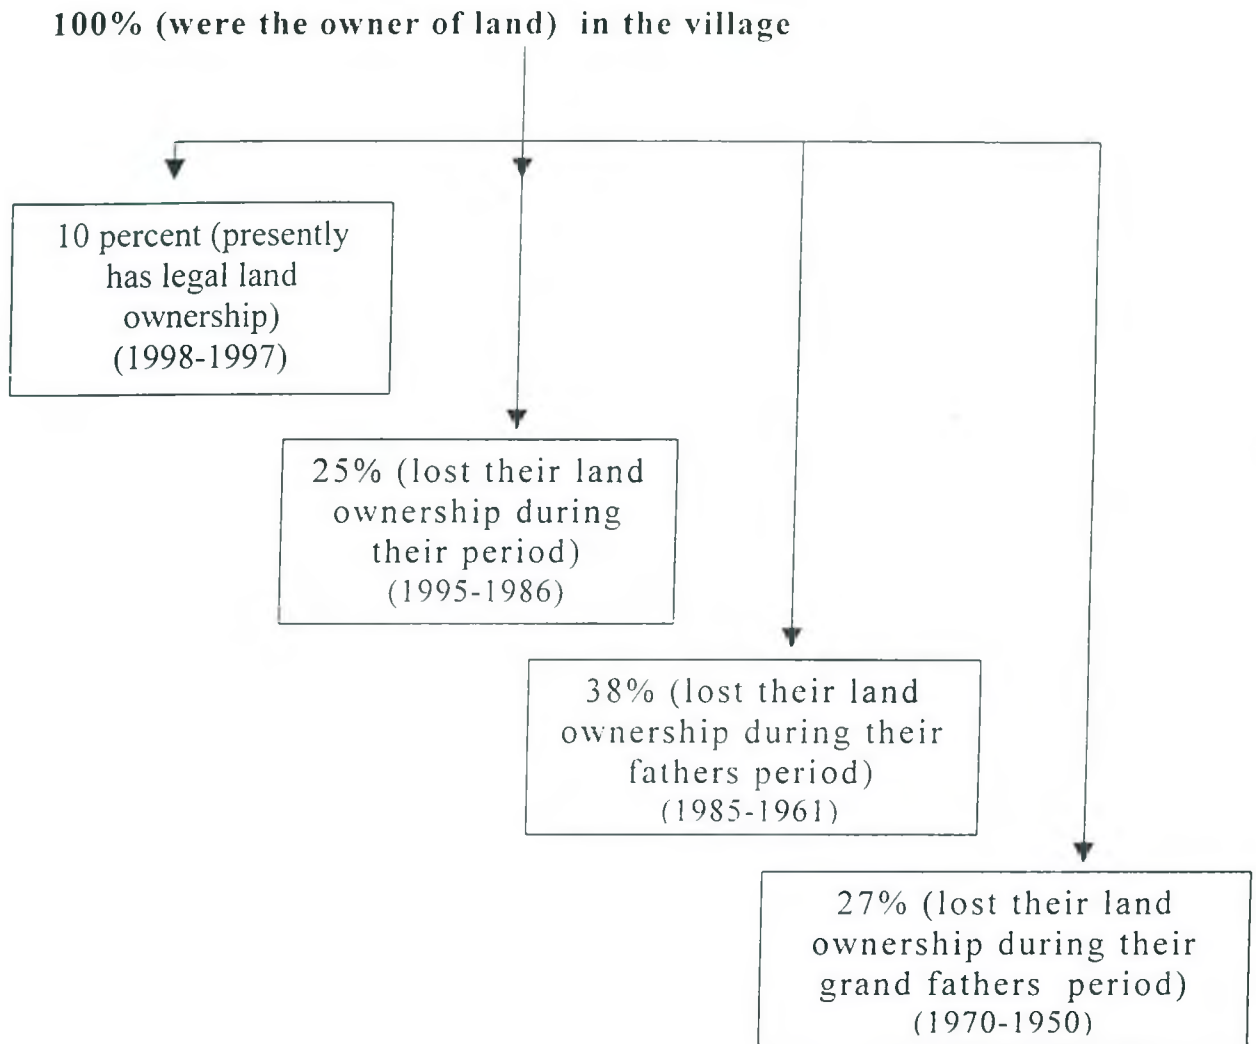 100% (were the owner of land) in the village
10 percent (presently
has legal land
ownership)
(1998-1997)
25% (lost their land
ownership during
their period)
(1995-1986)
38% (lost their land
ownership during their
fathers period)
(1985-1961)
27% (lost their land
ownership during their
grand fathers period)
(1970-1950)